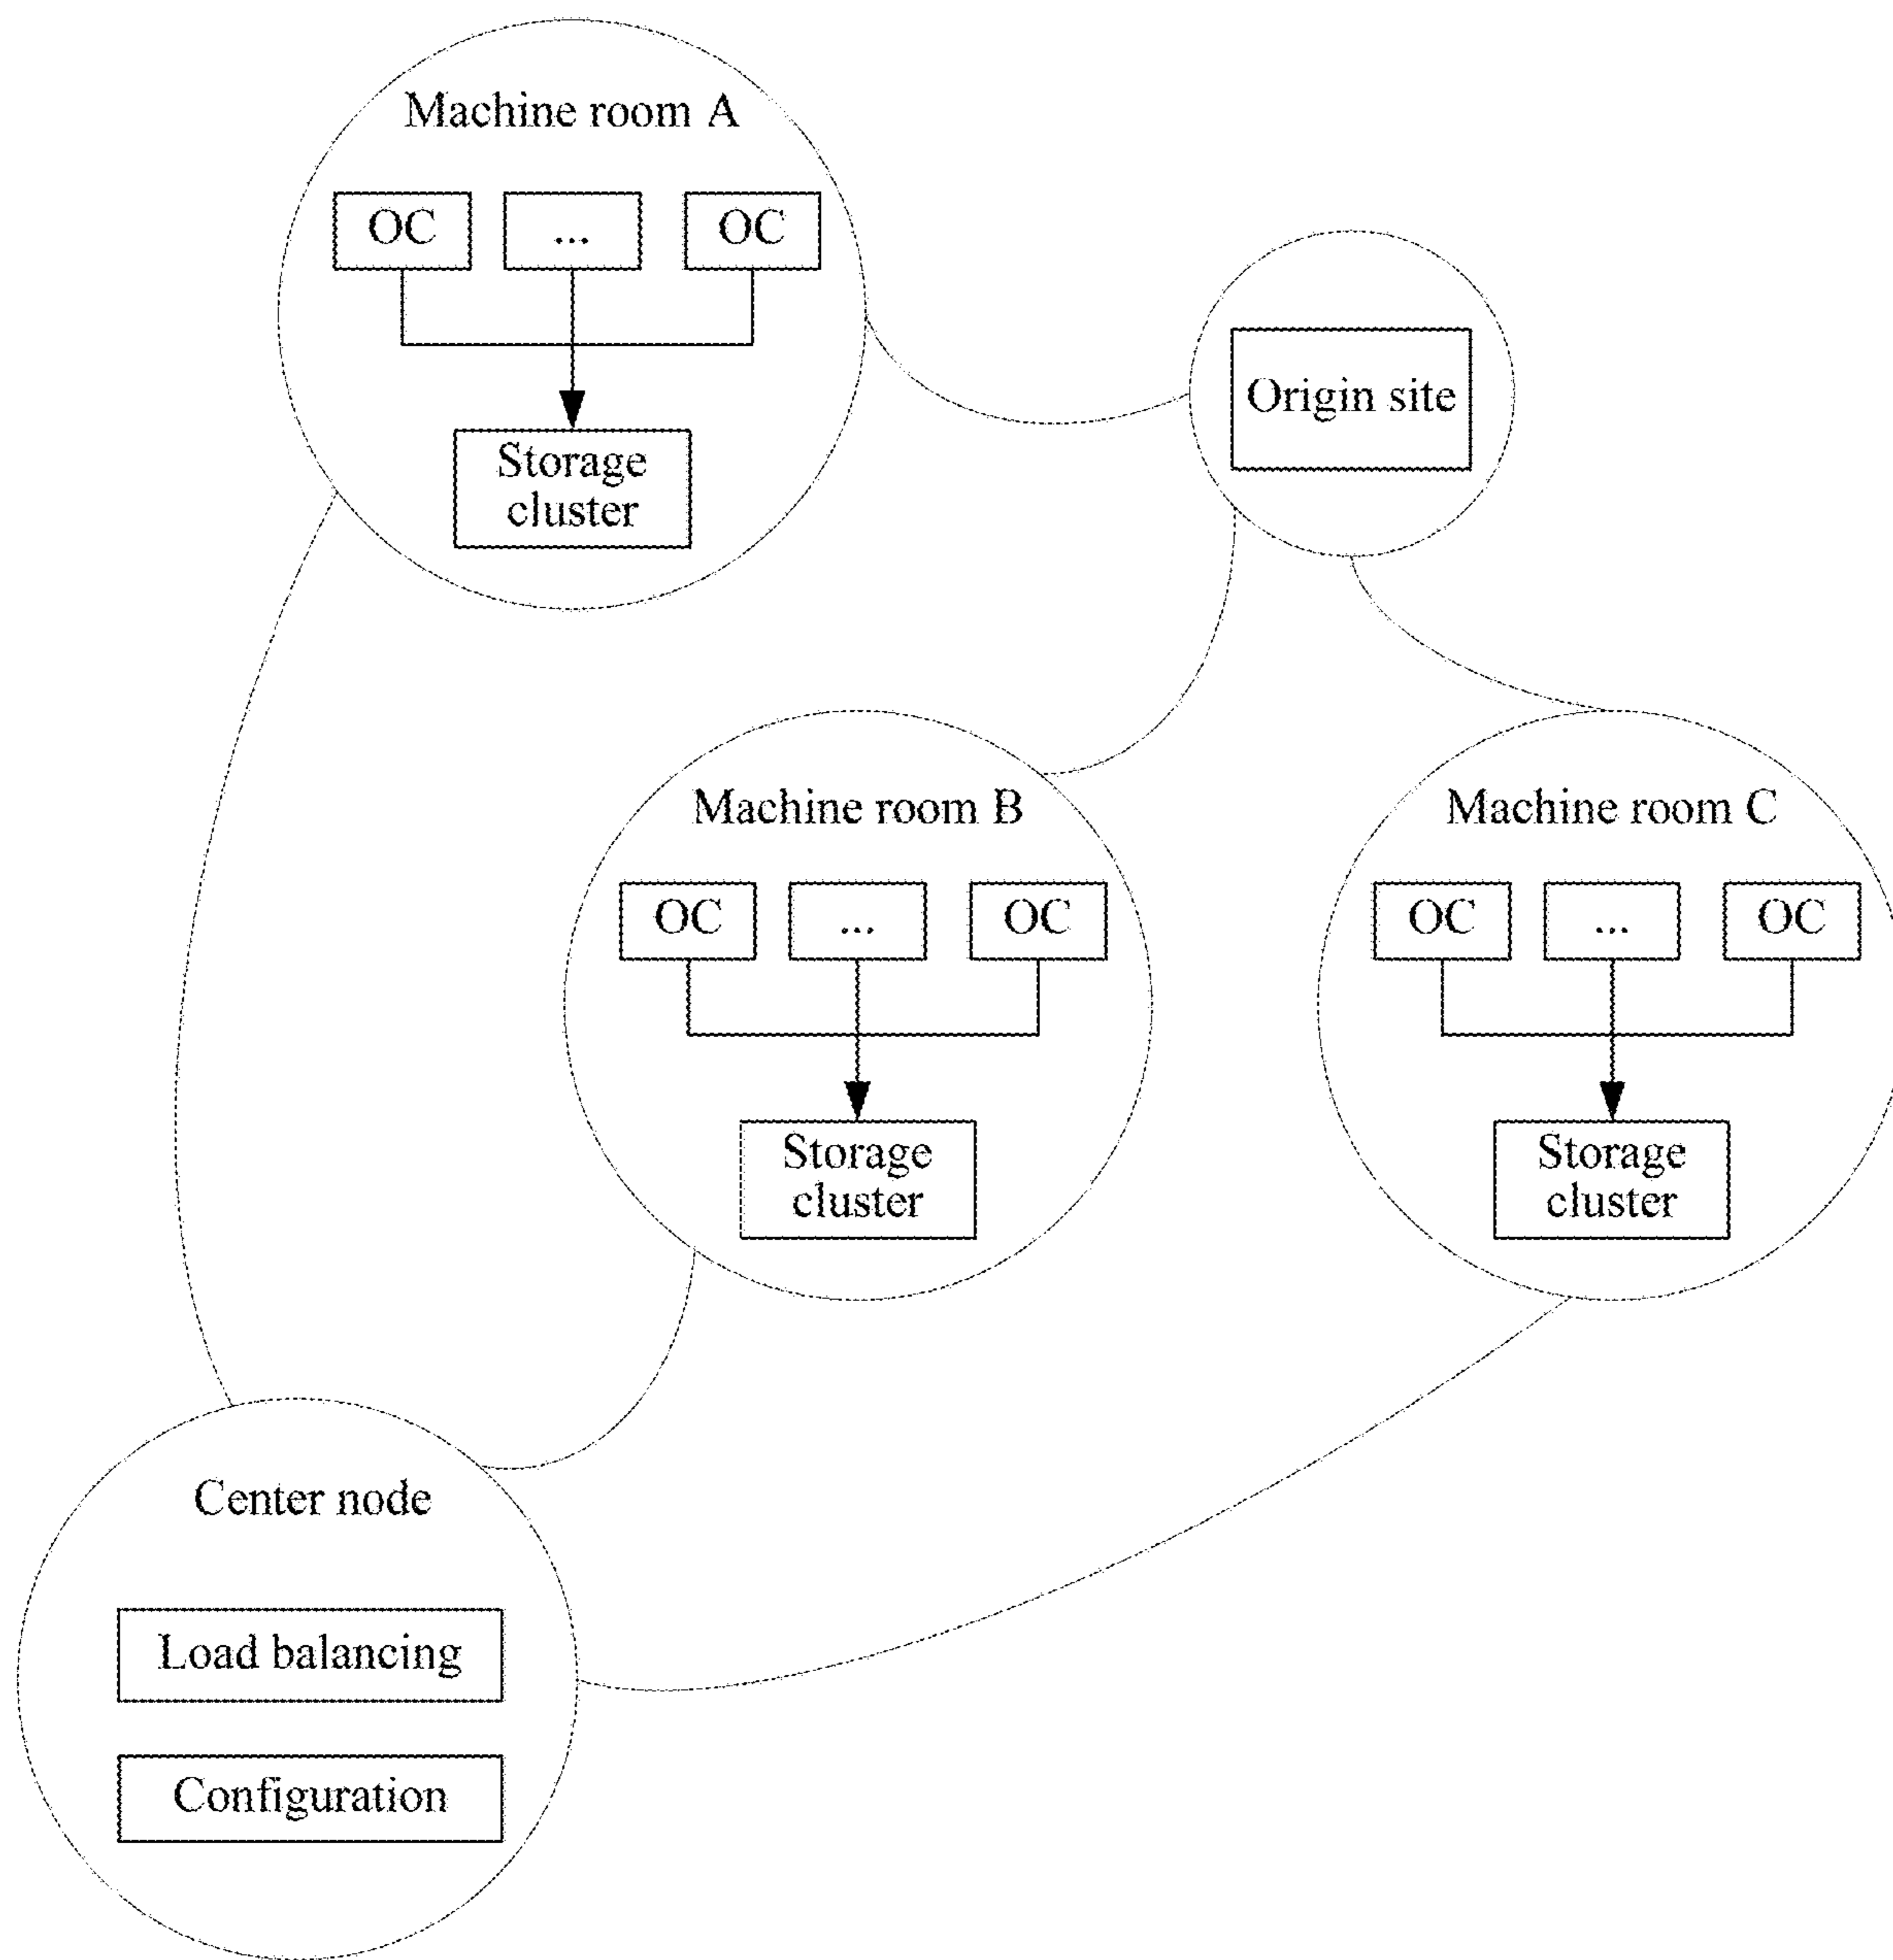 Machine room A
OC
...
OC
Storage
cluster
Origin site
Machine room B
OC
...
OC
Storage
cluster
Machine room C
OC
...
OC
Storage
cluster
Center node
Load balancing
Configuration